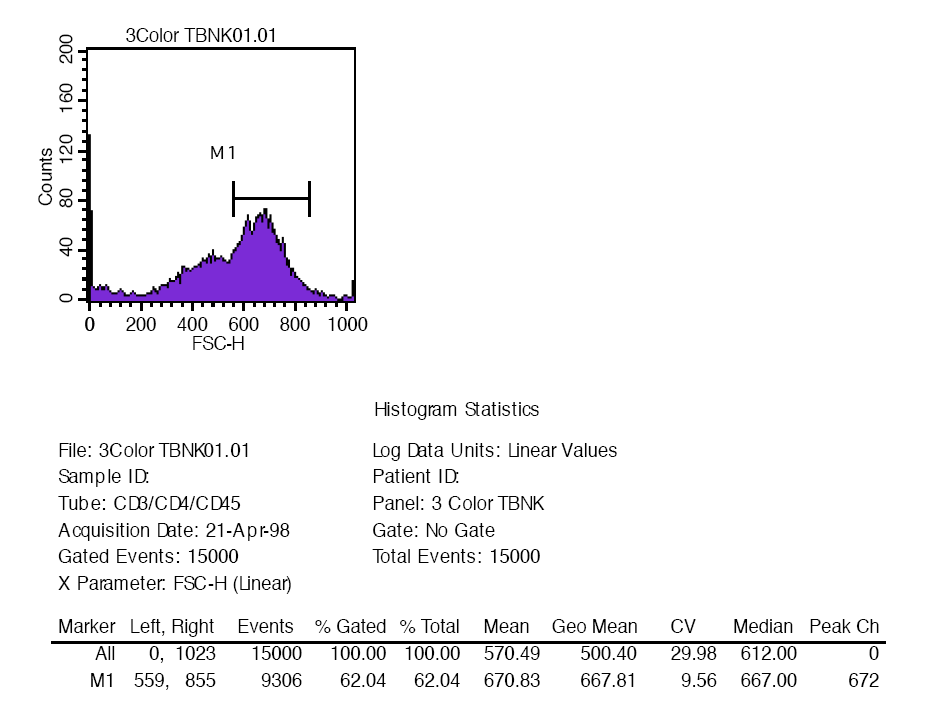 3Color TBNK01.01
200
160
120
80
40
0
Counts
M1
0 200 400 600 800 1000
FSC-H
Histogram Statistics
File: 3Color TBNK01.01 Log Data Units: Linear Values
Sample ID: Patient ID:
Tube: CD3/CD4/CD45 Panel: 3 Color TBNK
Acquisition Date: 21-Apr-98 Gate: No Gate
Gated Events: 15000 Total Events: 15000
X Parameter: FSC-H (Linear)
Marker Left, Right Events % Gated % Total Mean Geo Mean CV Median Peak Ch
All 0, 1023 15000 100.00 100.00 570.49 500.40 29.98 612.00 0
M1 559, 855 9306 62.04 62.04 670.83 667.81 9.56 667.00 672